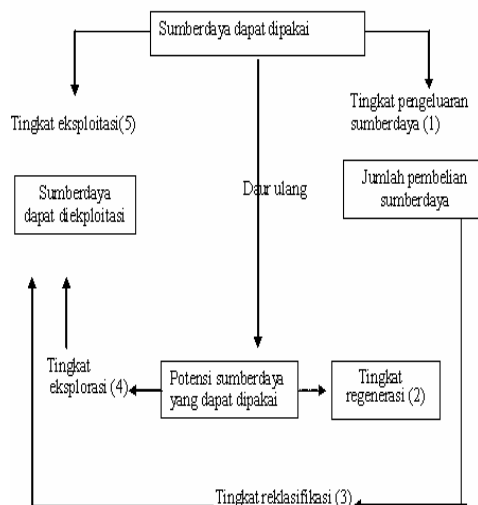 Sumberdaya dapat dipakai
Tingkat eksploitasi(5)
Tingkat pengeluaran
sumberdaya (1)
Sumberdaya
dapat diekploitasi
Daur ulang
Jumlah pembelian
sumberdaya
Tingkat
eksplorasi (4)
Potensi sumberdaya
yang dapat dipakai
Tingkat
regenerasi (2)
Tingkat reklasifikasi (3)